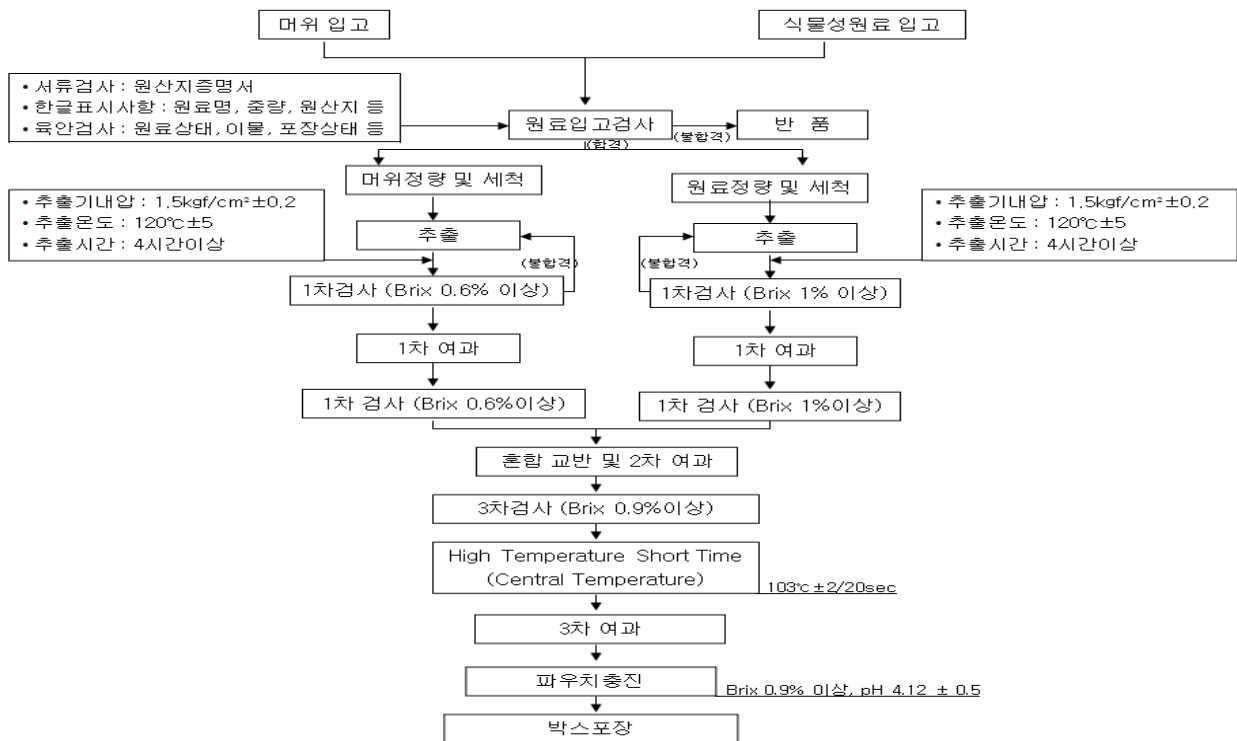 머위 입고
식물성원료 입고
• 서류검사 : 원산지증명서
• 한글표시사항 : 원료명, 중량, 원산지 등
• 육안검사 : 원료상태, 이물, 포장상태 등
원료입고검사
(불합격)
반 품
(합격)
머위정량 및 세척
원료정량 및 세척
• 추출기내압 : 1.5kgf/cm²±0.2
• 추출온도 : 120℃±5
• 추출시간 : 4시간이상
추출
(불합격)
추출
(불합격)
• 추출기내압 : 1.5kgf/cm²±0.2
• 추출온도 : 120℃±5
• 추출시간 : 4시간이상
1차검사 (Brix 0.6% 이상)
1차검사 (Brix 1% 이상)
1차 여과
1차 여과
1차 검사 (Brix 0.6%이상)
1차 검사 (Brix 1%이상)
혼합 교반 및 2차 여과
3차검사 (Brix 0.9%이상)
High Temperature Short Time
(Central Temperature)
103℃±2/20sec
3차 여과
파우치충진
Brix 0.9% 이상, pH 4.12 ± 0.5
박스포장